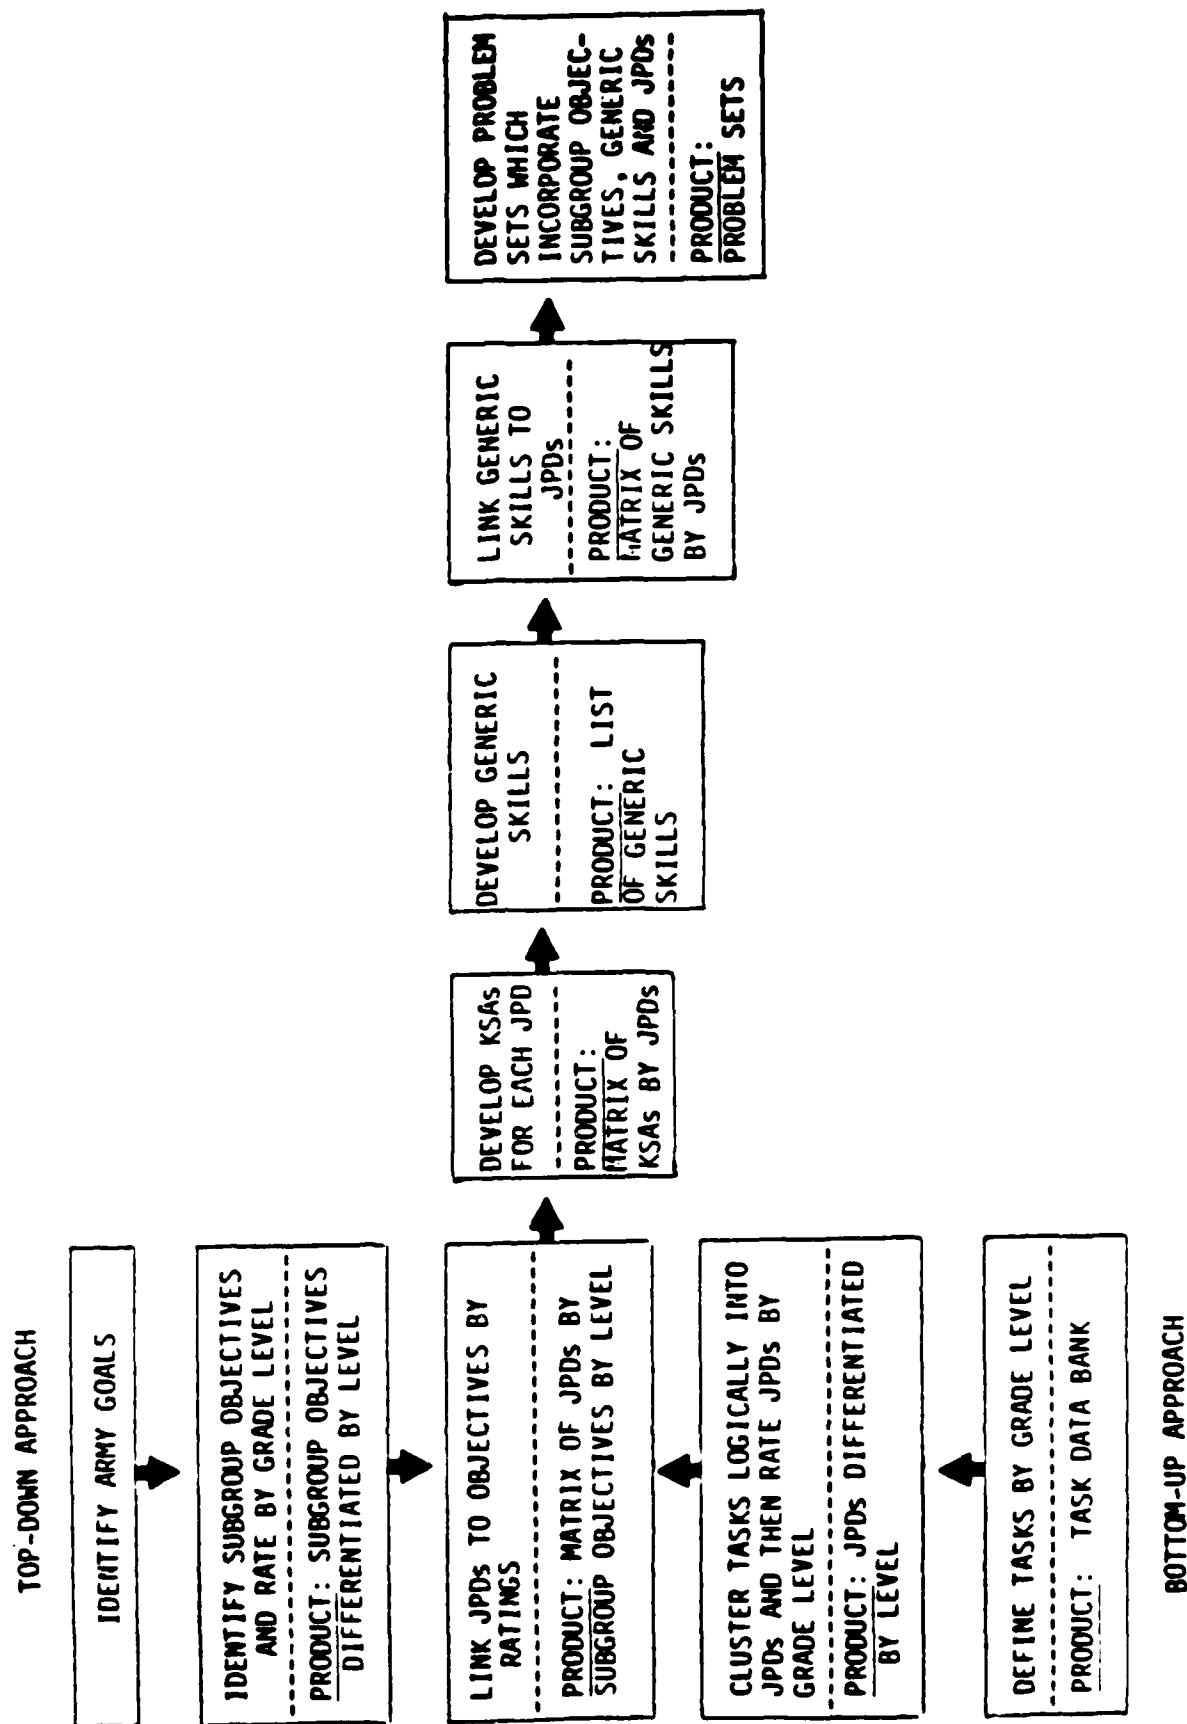 TOP-DOWN APPROACH
IDENTIFY ARMY GOALS
IDENTIFY SUBGROUP OBJECTIVES
AND RATE BY GRADE LEVEL
PRODUCT: SUBGROUP OBJECTIVES
DIFFERENTIATED BY LEVEL
LINK JPDs TO OBJECTIVES BY
RATINGS
PRODUCT: MATRIX OF JPDs BY
SUBGROUP OBJECTIVES BY LEVEL
CLUSTER TASKS LOGICALLY INTO
JPDs AND THEN RATE JPDs BY
GRADE LEVEL
PRODUCT: JPDs DIFFERENTIATED
BY LEVEL
DEFINE TASKS BY GRADE LEVEL
PRODUCT: TASK DATA BANK
BOTTOM-UP APPROACH
DEVELOP KSAs
FOR EACH JPD
PRODUCT:
MATRIX OF
KSAs BY JPDs
DEVELOP GENERIC
SKILLS
PRODUCT: LIST
OF GENERIC
SKILLS
LINK GENERIC
SKILLS TO
JPDs
PRODUCT:
MATRIX OF
GENERIC SKILLS
BY JPDs
DEVELOP PROBLEM
SETS WHICH
INCORPORATE
SUBGROUP OBJEC-
TIVES, GENERIC
SKILLS AND JPDs
PRODUCT:
PROBLEM SETS